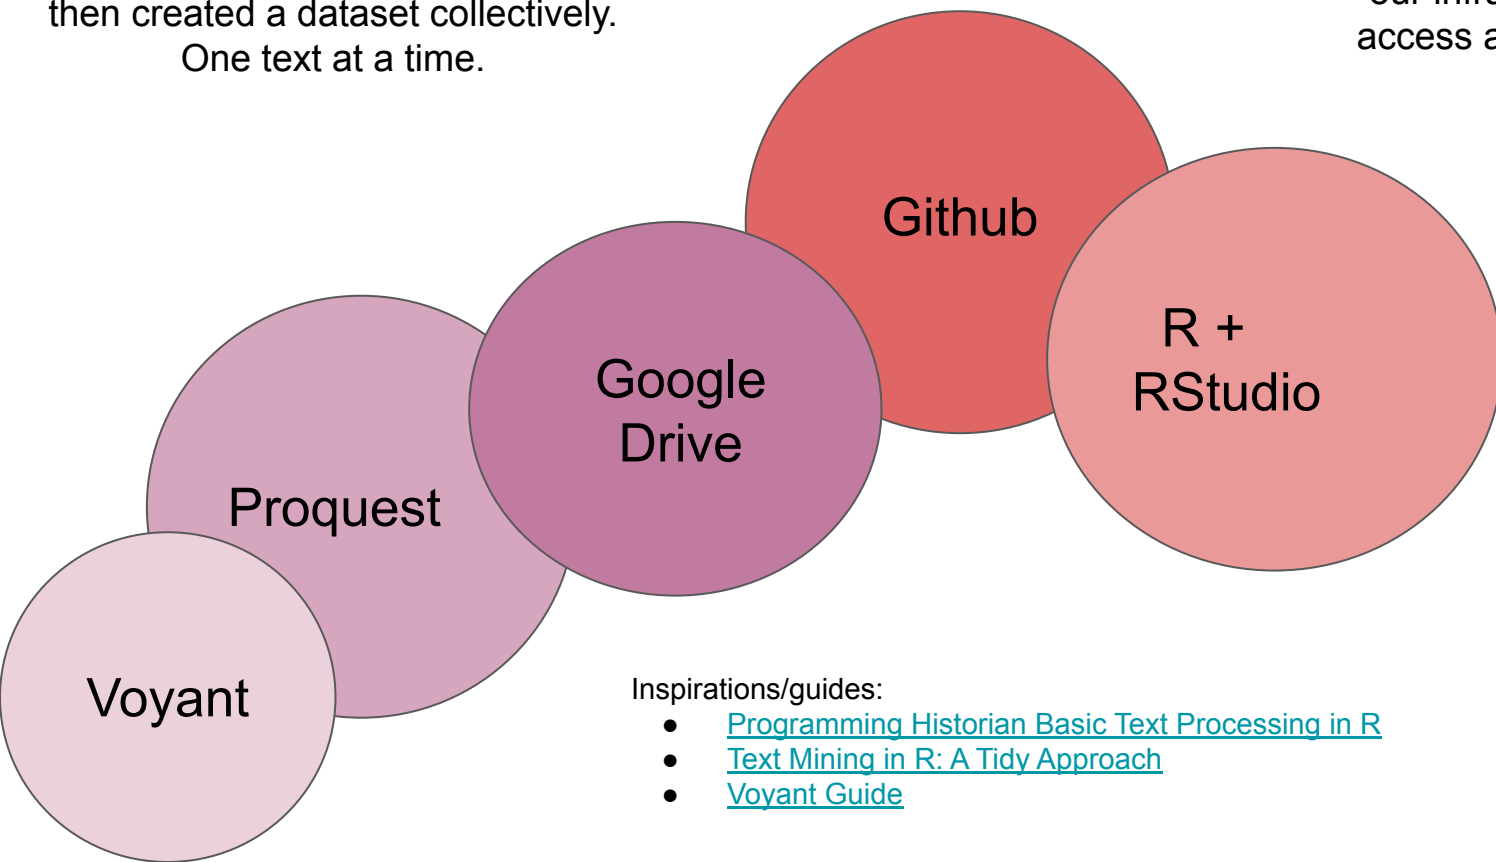 then created a dataset collectively.
One text at a time.
access a
Github
R +
RStudio
Google
Drive
Proquest
Voyant
Inspirations/guides:
● Programming Historian Basic Text Processing in R
● Text Mining in R: A Tidy Approach
● Voyant Guide